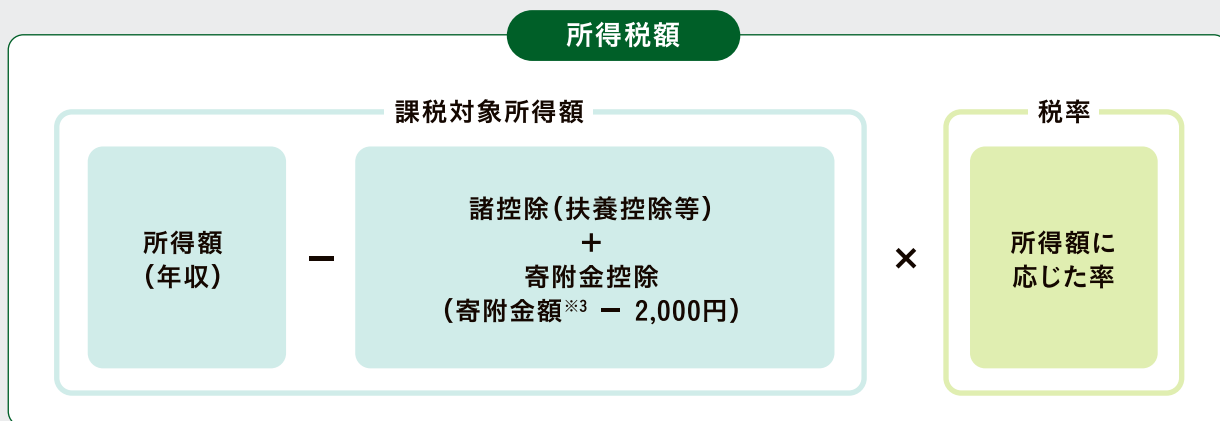 所得税額
課税対象所得額
所得額
(年収)
−
諸控除(扶養控除等)
+
寄附金控除
(寄附金額※3 − 2,000円)
×
税率
所得額に
応じた率